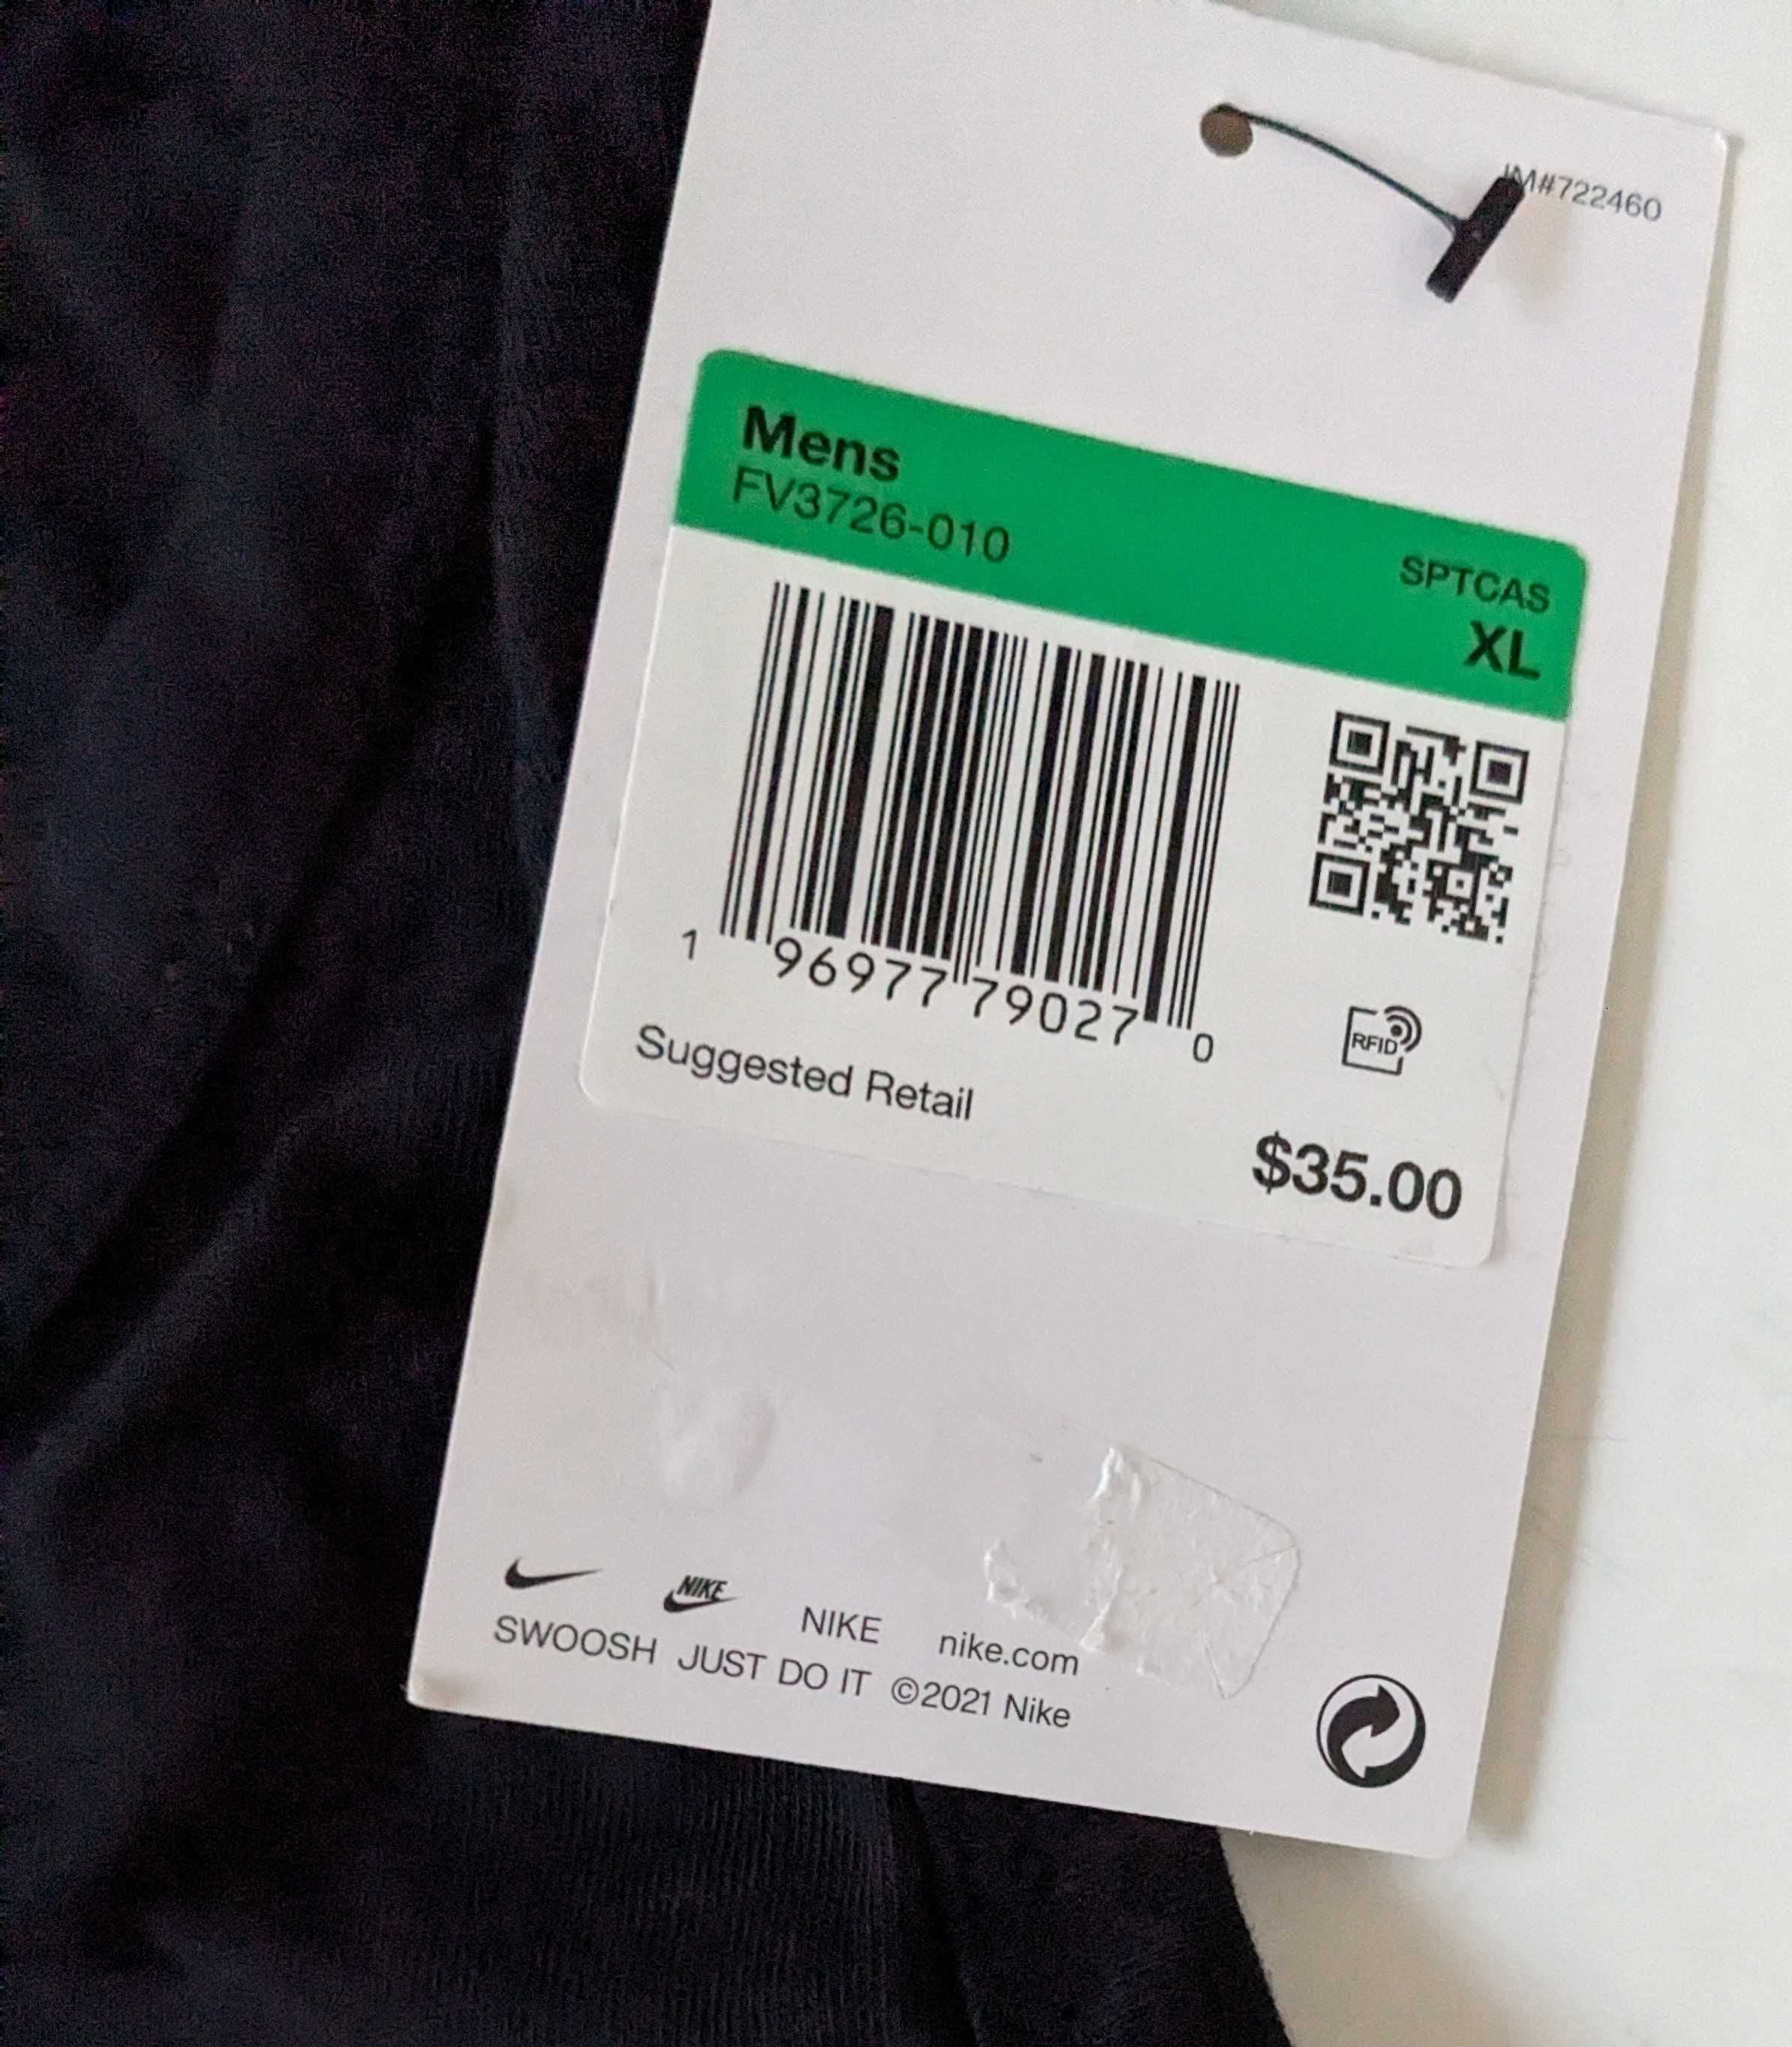 IM#722460
Mens
FV3726-010
SPTCAS
XL
1 96977 79027 0
RFID
Suggested Retail
$35.00
NIKE NIKE nike.com
SWOOSH JUST DO IT ©2021 Nike